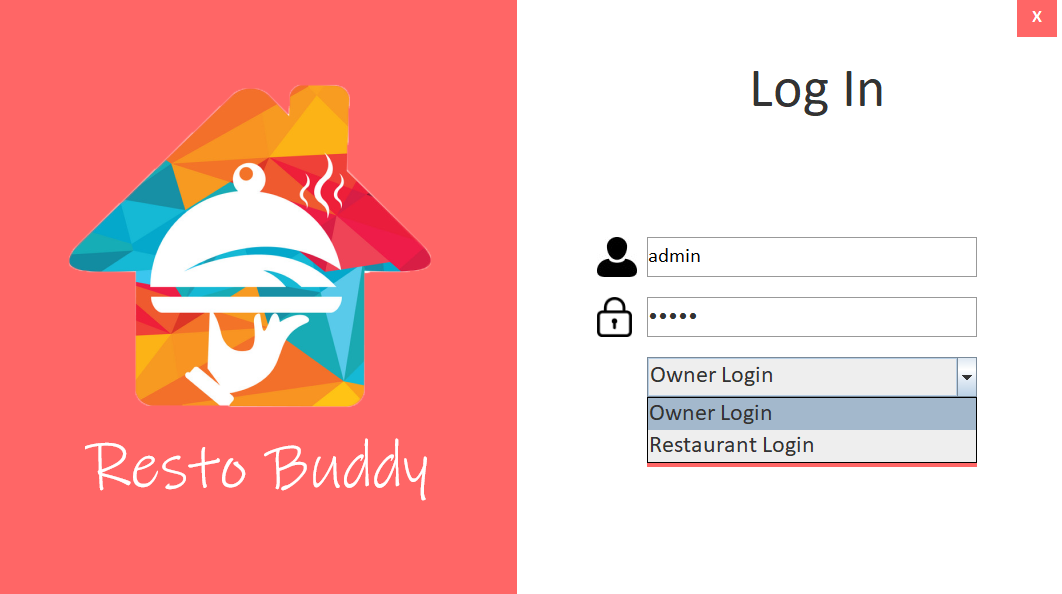 X
Log In
admin
•••••
Owner Login
Owner Login
Restaurant Login
Resto Buddy